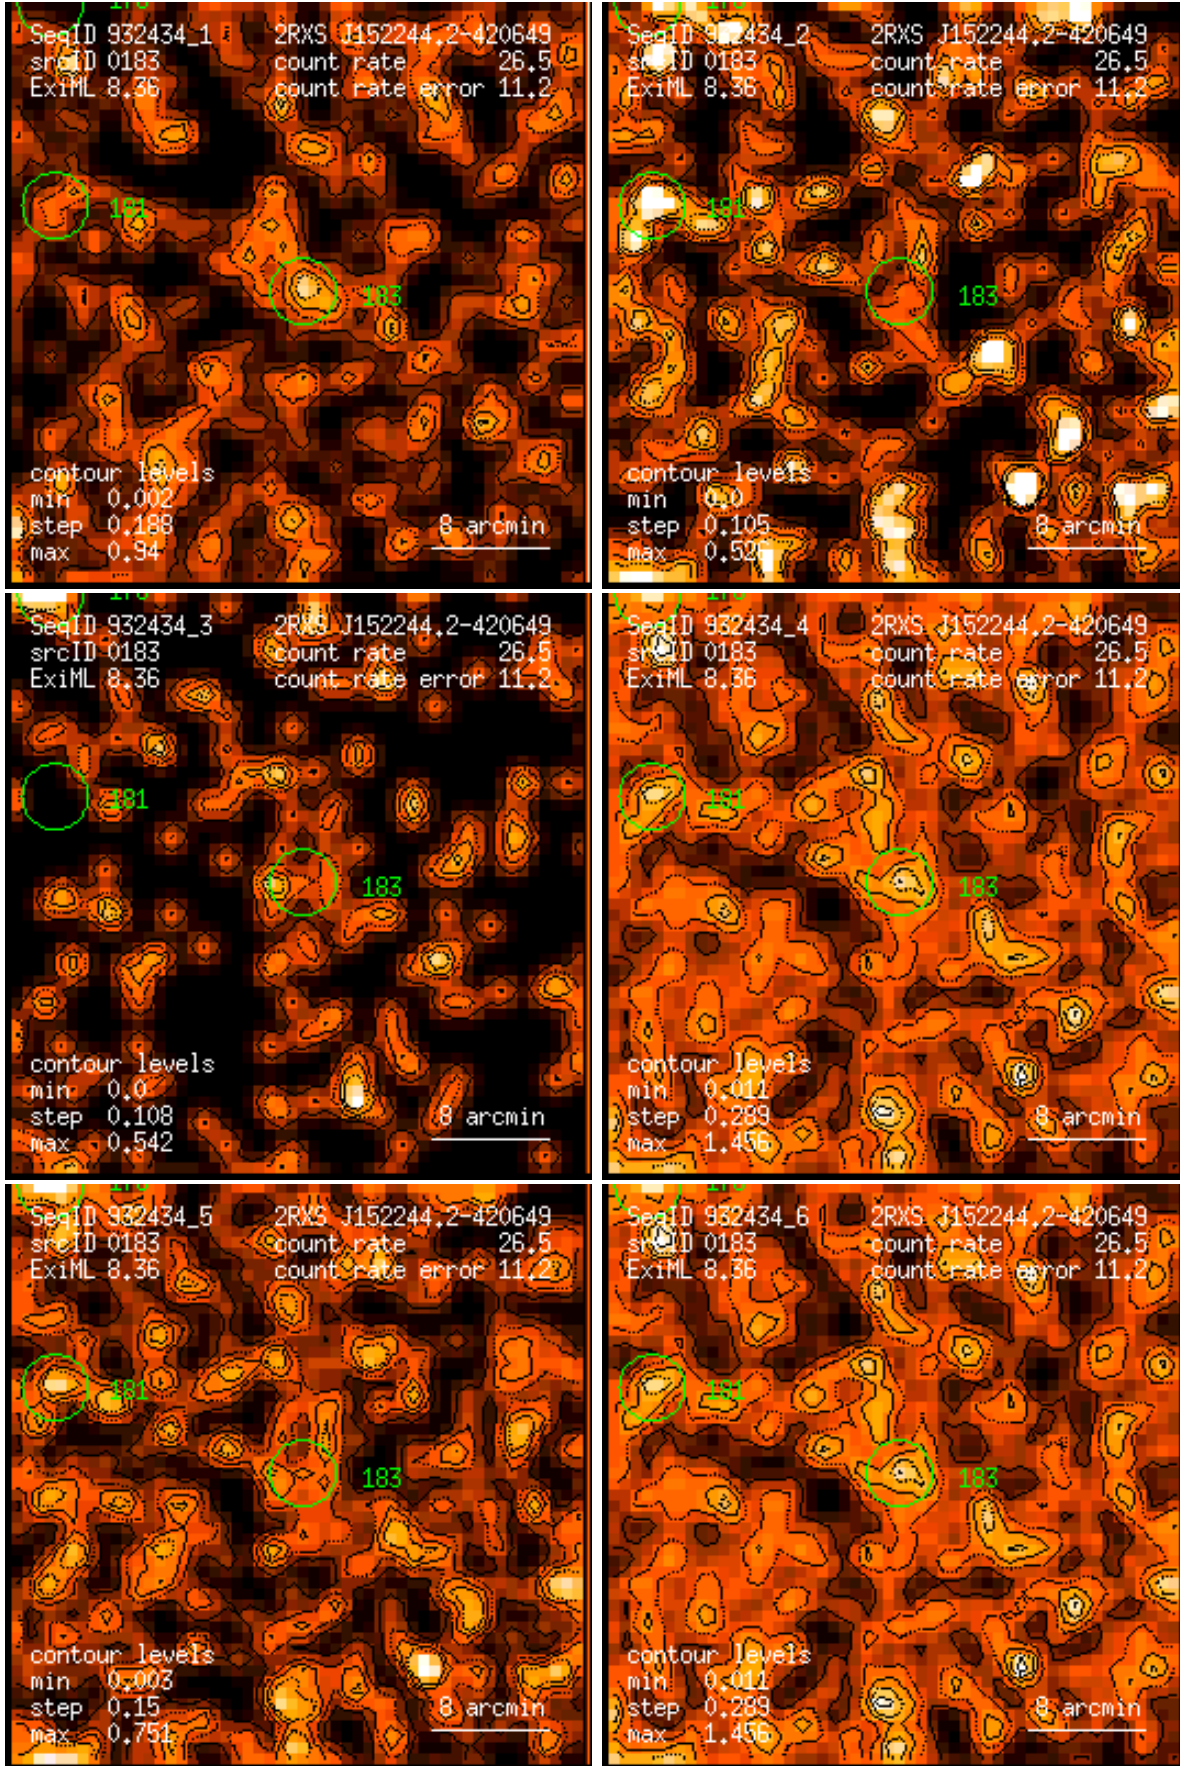 SeqID 932434_1 2RXS J152244.2-420649
srcID 0183 count rate 26.5
ExiML 8.36 count rate error 11.2
181
183
contour levels
min 0.002
step 0.188 8 arcmin
max 0.94
SeqID 932434_2 2RXS J152244.2-420649
srcID 0183 count rate 26.5
ExiML 8.36 count rate error 11.2
181
183
contour levels
min 0.0
step 0.105 8 arcmin
max
SeqID 932434_3 2RXS J152244.2-420649
srcID 0183 count rate 26.5
ExiML 8.36 count rate error 11.2
181
183
contour levels
min 0.0
step 0.108 8 arcmin
max 0.542
SeqID 932434_4 2RXS J152244.2-420649
srcID 0183 count rate 26.5
ExiML 8.36 count rate error 11.2
181
183
contour levels
min 0.011
step 0.289 8 arcmin
max 1.456
SeqID 932434_5 2RXS J152244.2-420649
srcID 0183 count rate 26.5
ExiML 8.36 count rate error 11.2
181
183
contour levels
min 0.003
step 0.15 8 arcmin
max 0.751
SeqID 932434_6 2RXS J152244.2-420649
srcID 0183 count rate 26.5
ExiML 8.36 count rate error 11.2
181
183
contour levels
min 0.011
step 0.289 8 arcmin
max 1.456